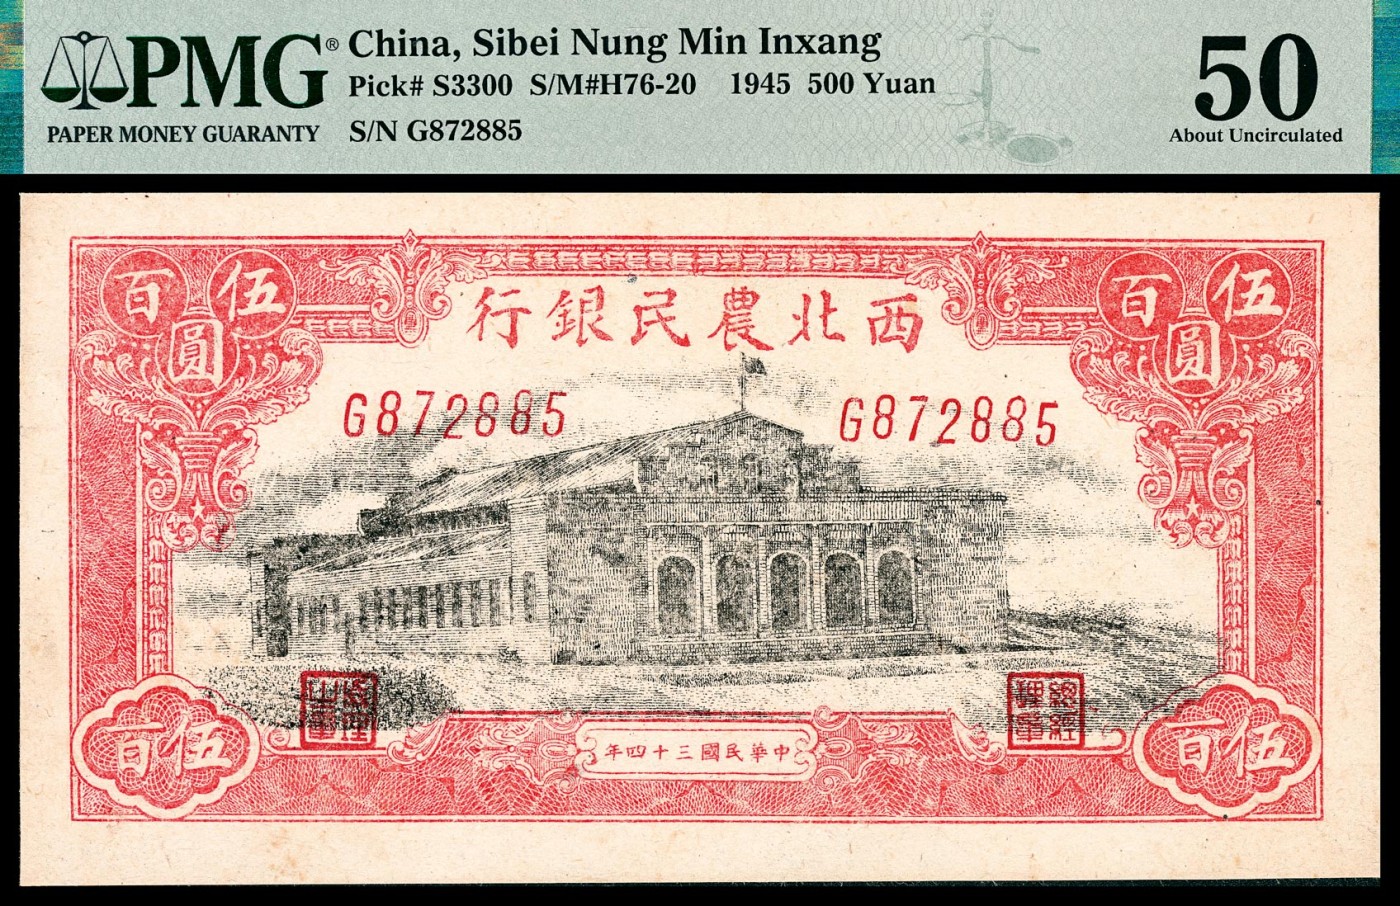 PMG® China, Sibei Nung Min Inxang
Pick# S3300 S/M#H76-20 1945 500 Yuan
PAPER MONEY GUARANTY S/N G872885
50
About Uncirculated
伍百圓
西北農民銀行
伍百圓
G872885 G872885
伍百
中華民國三十四年
伍百